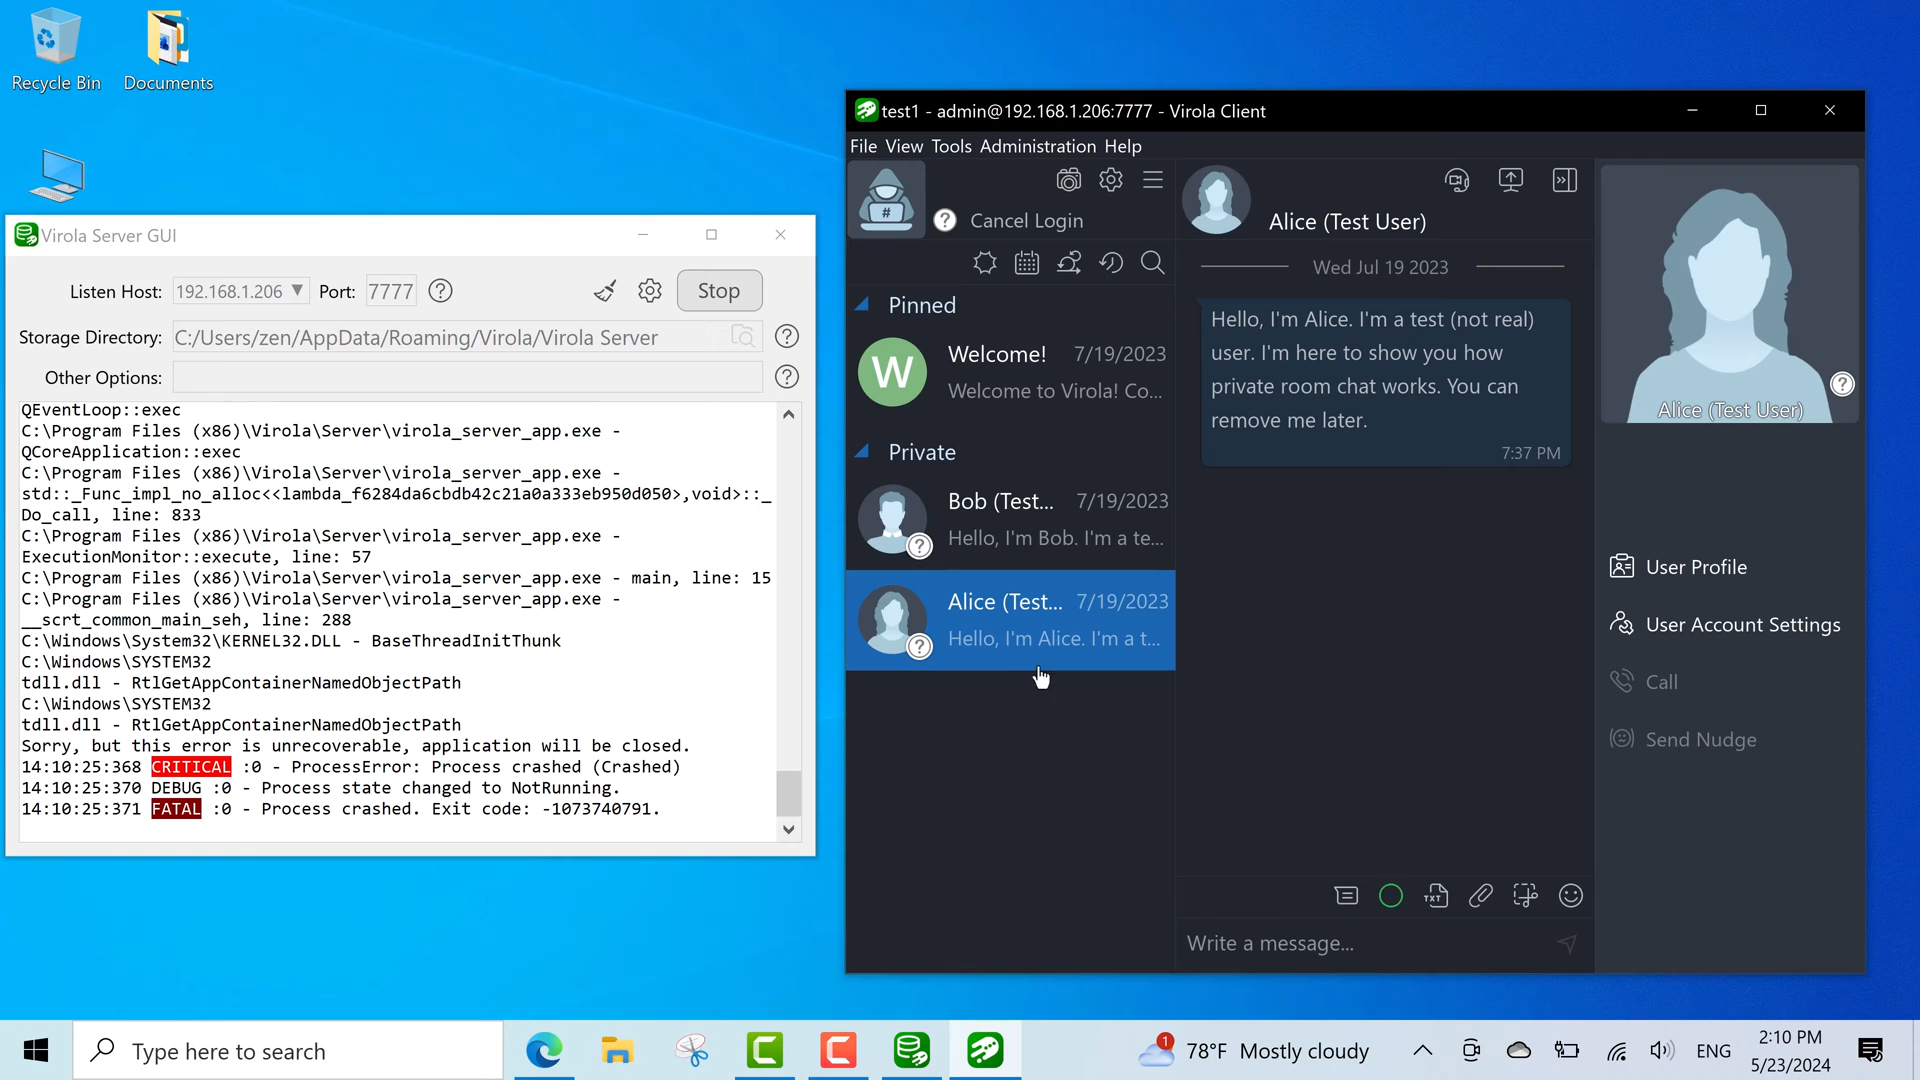 Recycle Bin
Documents
Virola Server GUI
Listen Host: 192.168.1.206 Port: 7777 Stop
Storage Directory: C:/Users/zen/AppData/Roaming/Virola/Virola Server
Other Options:
QEventLoop::exec
C:\Program Files (x86)\Virola\Server\virola_server_app.exe -
QCoreApplication::exec
C:\Program Files (x86)\Virola\Server\virola_server_app.exe -
std::_Func_impl_no_alloc<<lambda_f6284da6cbdb42c21a0a333eb950d050>,void>::_
Do_call, line: 833
C:\Program Files (x86)\Virola\Server\virola_server_app.exe -
ExecutionMonitor::execute, line: 57
C:\Program Files (x86)\Virola\Server\virola_server_app.exe - main, line: 15
C:\Program Files (x86)\Virola\Server\virola_server_app.exe -
__scrt_common_main_seh, line: 288
C:\Windows\System32\KERNEL32.DLL - BaseThreadInitThunk
C:\Windows\SYSTEM32
tdll.dll - RtlGetAppContainerNamedObjectPath
C:\Windows\SYSTEM32
tdll.dll - RtlGetAppContainerNamedObjectPath
Sorry, but this error is unrecoverable, application will be closed.
14:10:25:368 CRITICAL :0 - ProcessError: Process crashed (Crashed)
14:10:25:370 DEBUG :0 - Process state changed to NotRunning.
14:10:25:371 FATAL :0 - Process crashed. Exit code: -1073740791.
test1 - admin@192.168.1.206:7777 - Virola Client
File View Tools Administration Help
#
? Cancel Login
Pinned
W
Welcome! 7/19/2023
Welcome to Virola! Co...
Private
Bob (Test... 7/19/2023
Hello, I'm Bob. I'm a te...
Alice (Test... 7/19/2023
Hello, I'm Alice. I'm a t...
Alice (Test User)
Wed Jul 19 2023
Hello, I'm Alice. I'm a test (not real)
user. I'm here to show you how
private room chat works. You can
remove me later.
7:37 PM
TXT
Write a message...
Alice (Test User)
User Profile
User Account Settings
Call
Send Nudge
Type here to search
1
78°F Mostly cloudy
ENG
2:10 PM
5/23/2024